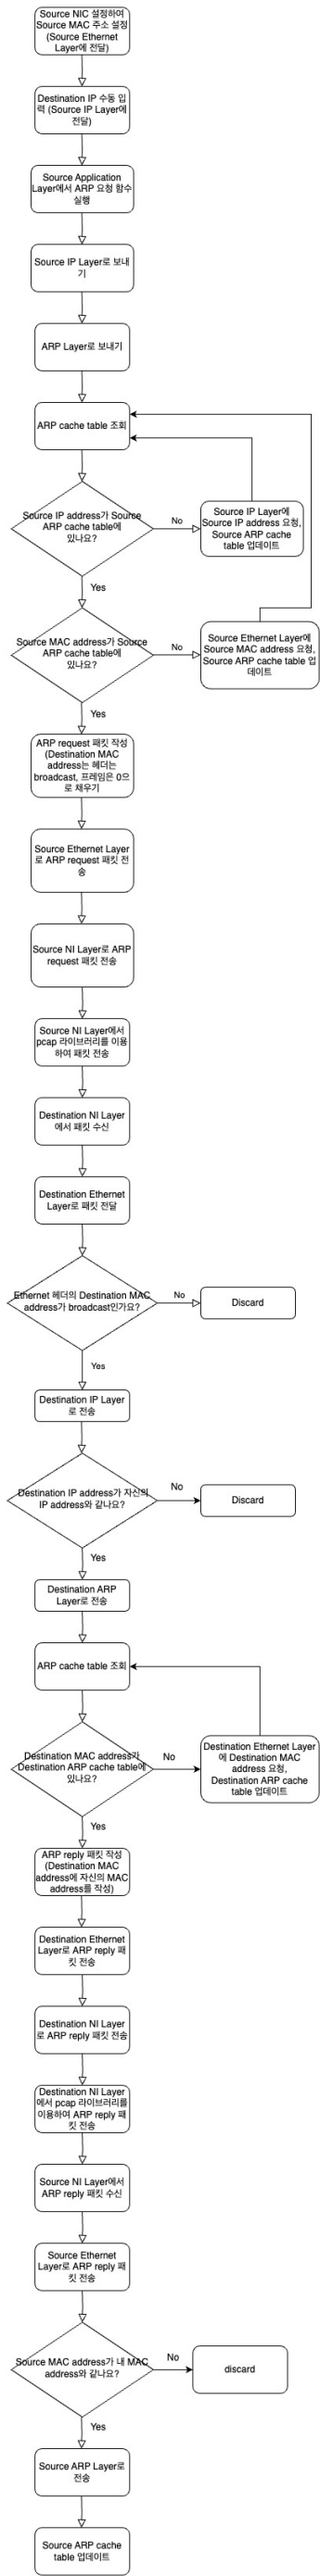 Source NIC 설정하여
Source MAC 주소 설정
(Source Ethernet
Layer에 전달)
Destination IP 수동 입
력 (Source IP Layer에
전달)
Source Application
Layer에서 ARP 요청 함수
실행
Source IP Layer로 보내
기
ARP Layer로 보내기
ARP cache table 조회
Source IP address가 Source
ARP cache table에
있나요?
No
Source IP Layer에
Source IP address 요청,
Source ARP cache
table 업데이트
Yes
Source MAC address가 Source
ARP cache table에
있나요?
No
Source Ethernet Layer에
Source MAC address 요청,
Source ARP cache table 업
데이트
Yes
ARP request 패킷 작성
(Destination MAC
address는 헤더는
broadcast, 프레임은 0으
로 채우기
Source Ethernet Layer
로 ARP request 패킷 전
송
Source NI Layer로 ARP
request 패킷 전송
Source NI Layer에서
pcap 라이브러리를 이용
하여 패킷 전송
Destination NI Layer
에서 패킷 수신
Destination Ethernet
Layer로 패킷 전달
Ethernet 헤더의 Destination MAC
address가 broadcast인가요?
No
Discard
Yes
Destination IP Layer
로 전송
Destination IP address가 자신의
IP address와 같나요?
No
Discard
Yes
Destination ARP
Layer로 전송
ARP cache table 조회
Destination MAC address가
Destination ARP cache table에
있나요?
No
Destination Ethernet Layer
에 Destination MAC
address 요청,
Destination ARP cache
table 업데이트
Yes
ARP reply 패킷 작성
(Destination MAC
address에 자신의 MAC
address를 작성)
Destination Ethernet
Layer로 ARP reply 패
킷 전송
Destination NI Layer
로 ARP reply 패킷 전송
Destination NI Layer
에서 pcap 라이브러리를
이용하여 ARP reply 패
킷 전송
Source NI Layer에서
ARP reply 패킷 수신
Source Ethernet
Layer로 ARP reply 패
킷 전송
Source MAC address가 내 MAC
address와 같나요?
No
discard
Yes
Source ARP Layer로
전송
Source ARP cache
table 업데이트